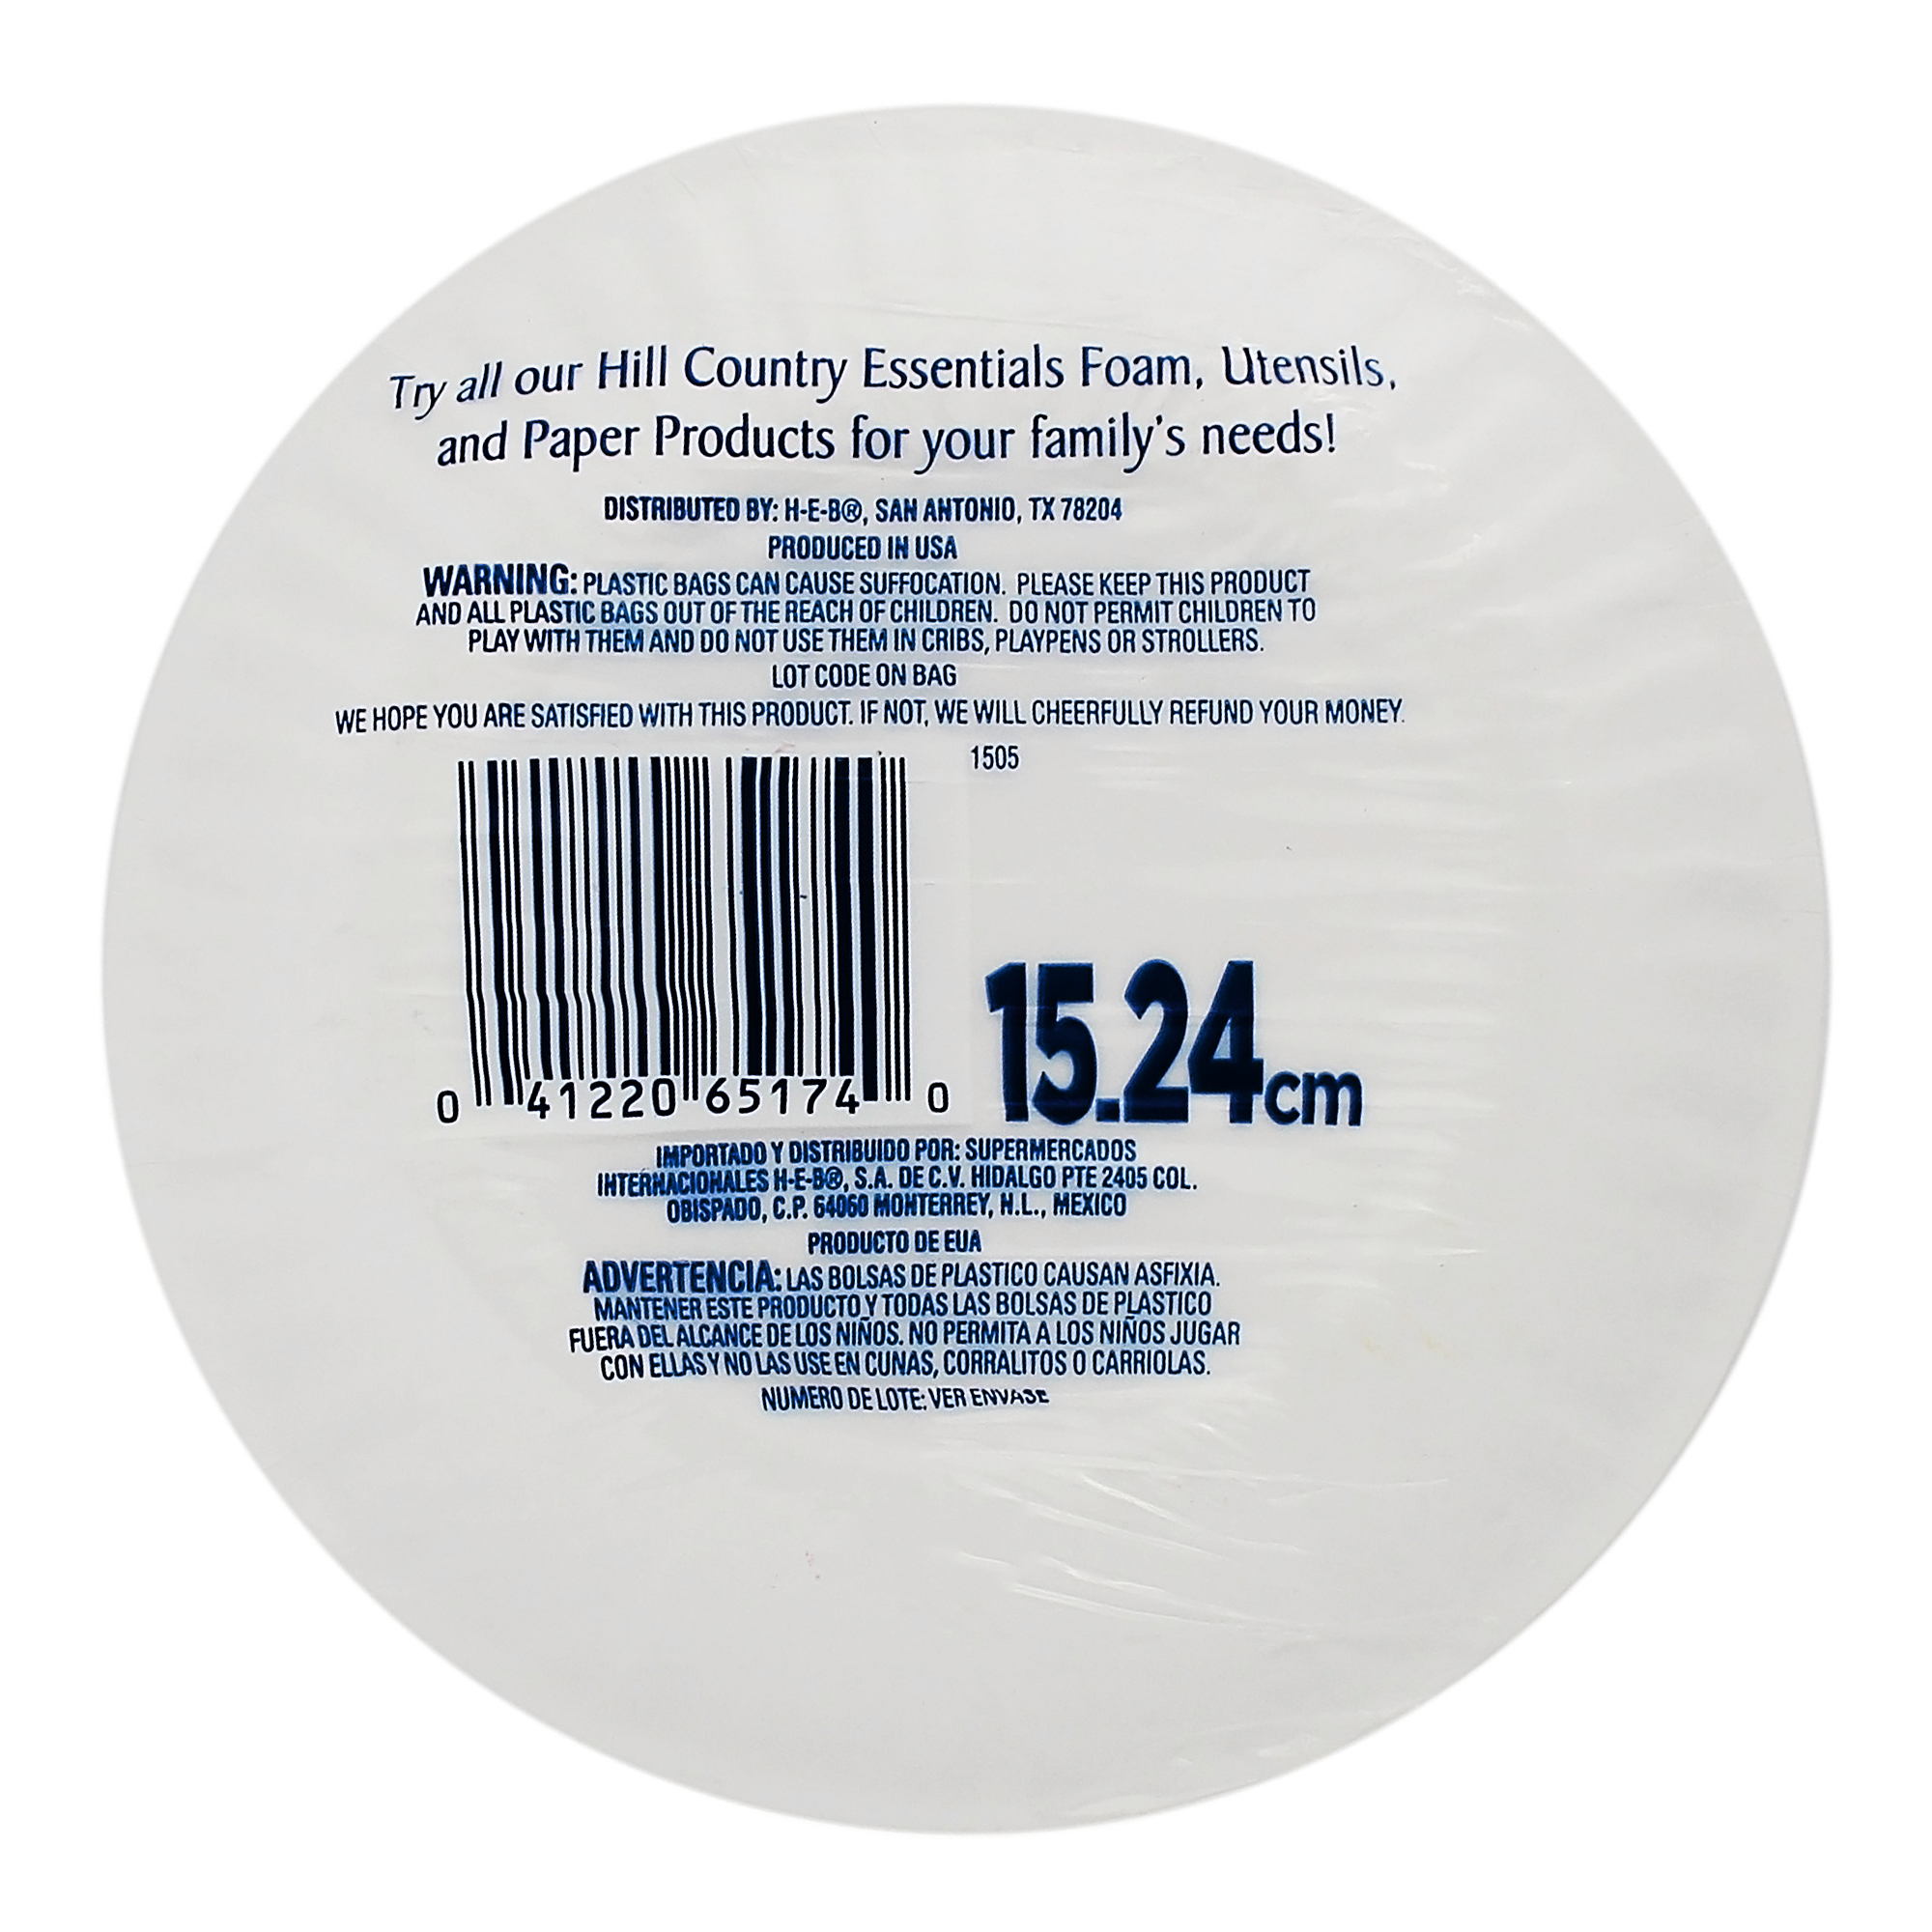 Try all our Hill Country Essentials Foam, Utensils,
and Paper Products for your family's needs!
DISTRIBUTED BY: H-E-B®, SAN ANTONIO, TX 78204
PRODUCED IN USA
WARNING: PLASTIC BAGS CAN CAUSE SUFFOCATION. PLEASE KEEP THIS PRODUCT
AND ALL PLASTIC BAGS OUT OF THE REACH OF CHILDREN. DO NOT PERMIT CHILDREN TO
PLAY WITH THEM AND DO NOT USE THEM IN CRIBS, PLAYPENS OR STROLLERS.
LOT CODE ON BAG
WE HOPE YOU ARE SATISFIED WITH THIS PRODUCT. IF NOT, WE WILL CHEERFULLY REFUND YOUR MONEY.
1505
15.24cm
0 41220 65174 0
IMPORTADO Y DISTRIBUIDO POR: SUPERMERCADOS
INTERNACIONALES H-E-B®, S.A. DE C.V. HIDALGO PTE 2405 COL.
OBISPADO, C.P. 64060 MONTERREY, N.L., MEXICO
PRODUCTO DE EUA
ADVERTENCIA: LAS BOLSAS DE PLASTICO CAUSAN ASFIXIA.
MANTENER ESTE PRODUCTO Y TODAS LAS BOLSAS DE PLASTICO
FUERA DEL ALCANCE DE LOS NIÑOS. NO PERMITA A LOS NIÑOS JUGAR
CON ELLAS Y NO LAS USE EN CUNAS, CORRALITOS O CARRIOLAS.
NUMERO DE LOTE: VER ENVASE